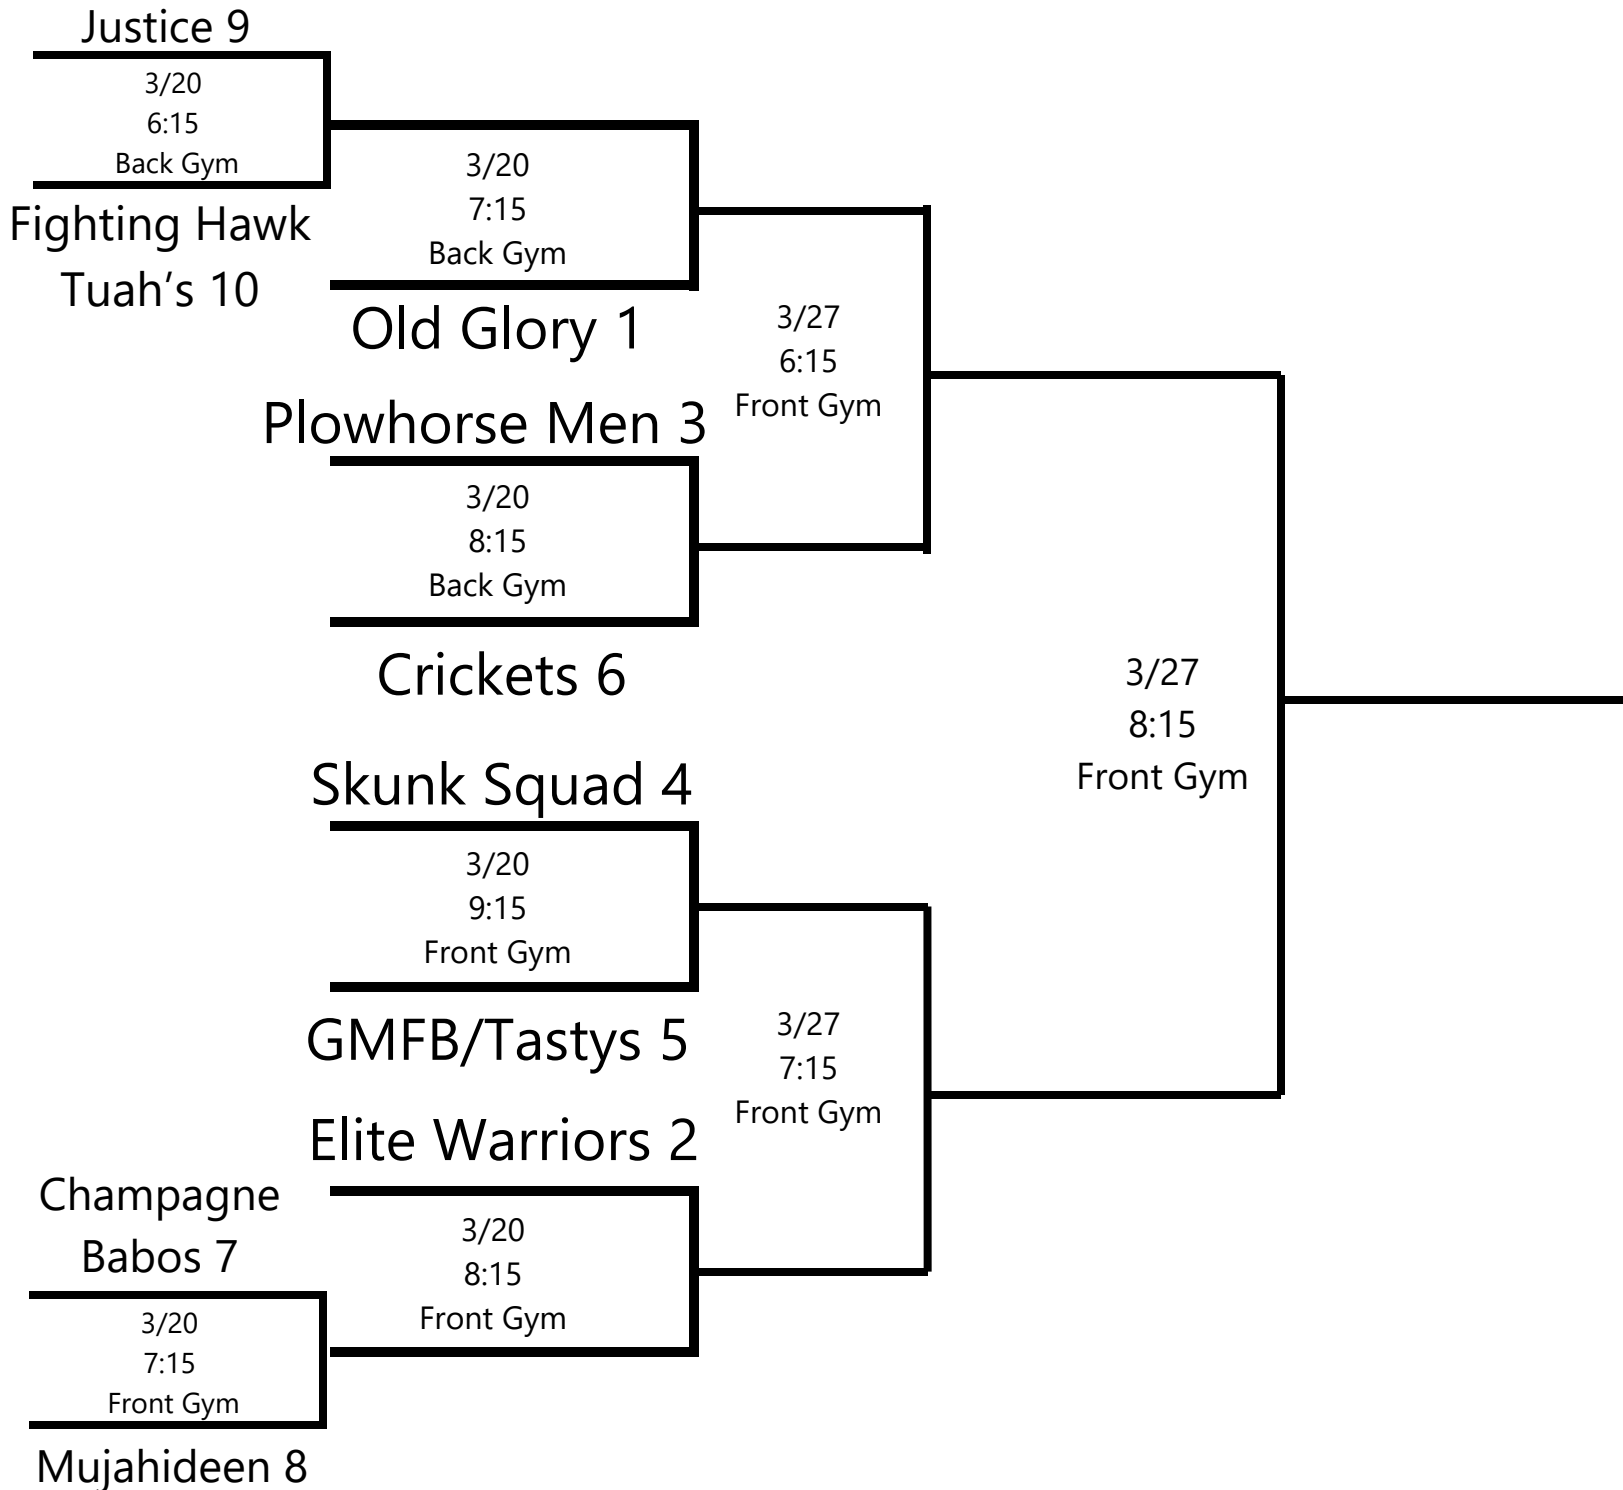 Justice 9
3/20
6:15
Back Gym
Fighting Hawk
Tuah’s 10
3/20
7:15
Back Gym
Old Glory 1
3/27
6:15
Front Gym
Plowhorse Men 3
3/20
8:15
Back Gym
Crickets 6
3/27
8:15
Front Gym
Skunk Squad 4
3/20
9:15
Front Gym
GMFB/Tastys 5
3/27
7:15
Front Gym
Elite Warriors 2
3/20
8:15
Front Gym
Champagne
Babos 7
3/20
7:15
Front Gym
Mujahideen 8